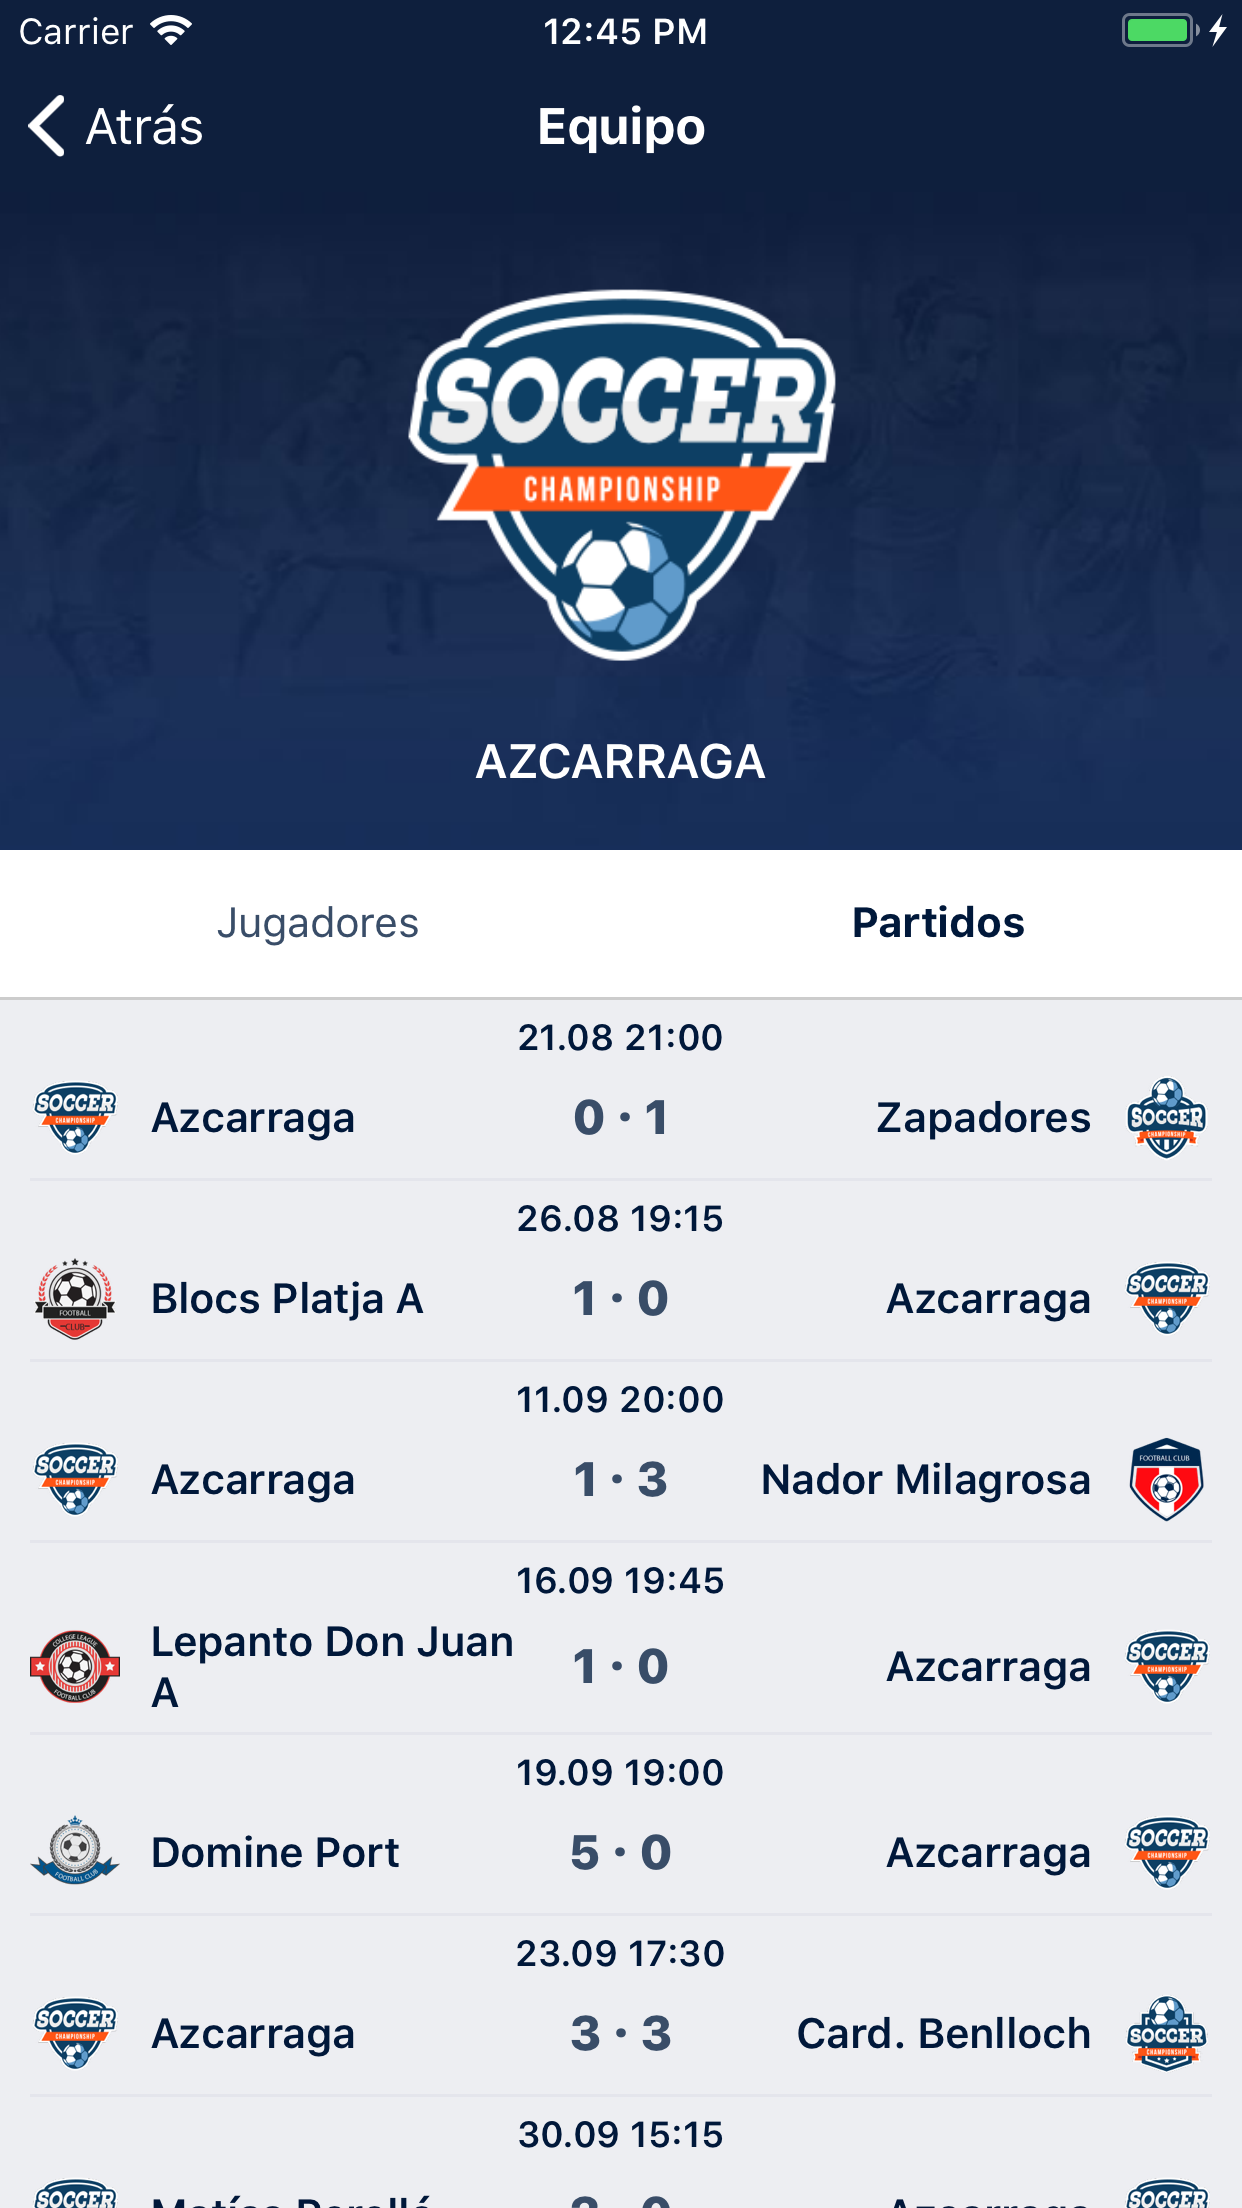 Carrier
12:45 PM
Atrás
Equipo
SOCCER
CHAMPIONSHIP
AZCARRAGA
Jugadores
Partidos
21.08 21:00
SOCCER
CHAMPIONSHIP
Azcarraga
0 · 1
Zapadores
SOCCER
CHAMPIONSHIP
26.08 19:15
FOOTBALL
CLUB
Blocs Platja A
1 · 0
Azcarraga
SOCCER
CHAMPIONSHIP
11.09 20:00
SOCCER
CHAMPIONSHIP
Azcarraga
1 · 3
Nador Milagrosa
FOOTBALL CLUB
16.09 19:45
COLLEGE LEAGUE
FOOTBALL CLUB
Lepanto Don Juan
A
1 · 0
Azcarraga
SOCCER
CHAMPIONSHIP
19.09 19:00
FOOTBALL CLUB
Domine Port
5 · 0
Azcarraga
SOCCER
CHAMPIONSHIP
23.09 17:30
SOCCER
CHAMPIONSHIP
Azcarraga
3 · 3
Card. Benlloch
SOCCER
CHAMPIONSHIP
30.09 15:15
SOCCER
Azcarraga
SOCCER